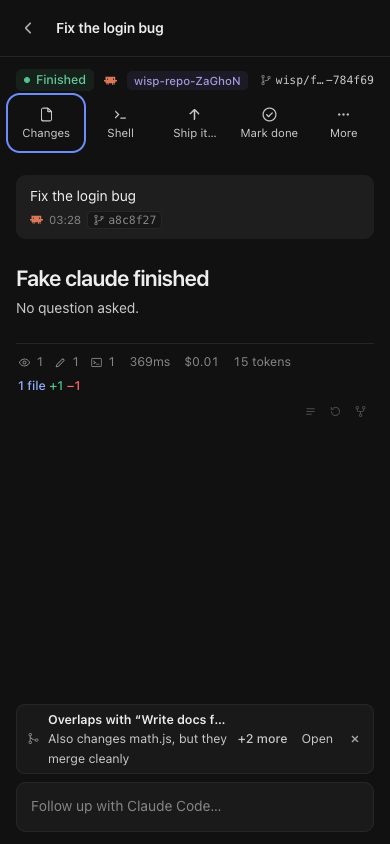 Fix the login bug
Finished
wisp-repo-ZaGhoN
wisp/f…-784f69
Changes
Shell
Ship it…
Mark done
More
Fix the login bug
03:28
a8c8f27
Fake claude finished
No question asked.
1
1
1
369ms
$0.01
15 tokens
1 file +1 −1
Overlaps with “Write docs f…
Also changes math.js, but they
merge cleanly
+2 more
Open
Follow up with Claude Code…